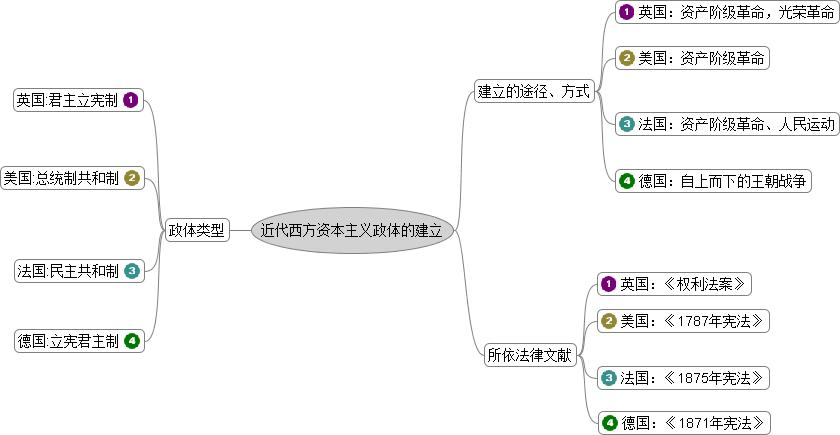 近代西方资本主义政体的建立
政体类型
英国:君主立宪制 1
美国:总统制共和制 2
法国:民主共和制 3
德国:立宪君主制 4
建立的途径、方式
1 英国：资产阶级革命，光荣革命
2 美国：资产阶级革命
3 法国：资产阶级革命、人民运动
4 德国：自上而下的王朝战争
所依法律文献
1 英国：《权利法案》
2 美国：《1787年宪法》
3 法国：《1875年宪法》
4 德国：《1871年宪法》